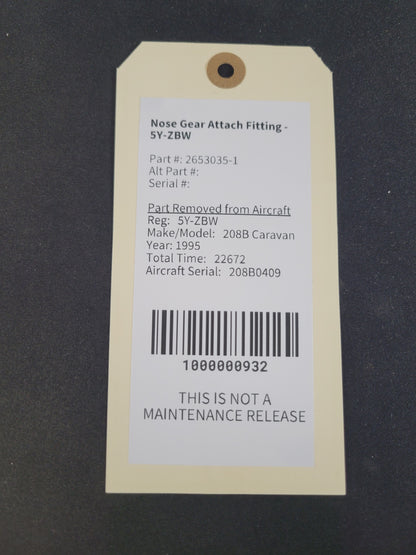 Nose Gear Attach Fitting -
5Y-ZBW
Part #: 2653035-1
Alt Part #:
Serial #:
Part Removed from Aircraft
Reg: 5Y-ZBW
Make/Model: 208B Caravan
Year: 1995
Total Time: 22672
Aircraft Serial: 208B0409
1000000932
THIS IS NOT A
MAINTENANCE RELEASE